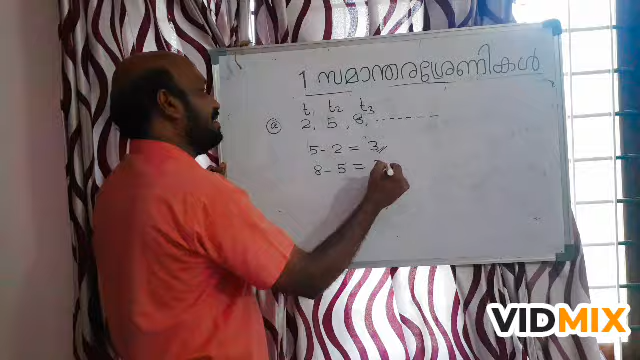 1 സമാന്തരശ്രേണികൾ
t₁ t₂ t₃
@ 2, 5, 8, ---------
5 - 2 = 3
8 - 5 =
VIDMIX